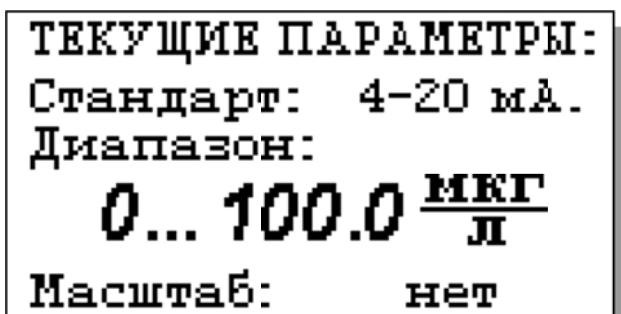 ТЕКУЩИЕ ПАРАМЕТРЫ:
Стандарт: 4-20 мА.
Диапазон:
0... 100.0 мкг/л
Масштаб: нет